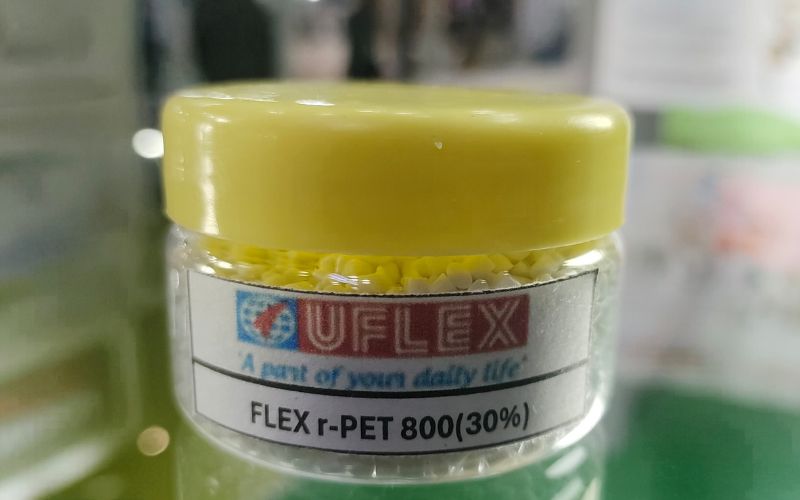 UFLEX
'A part of your daily life'
FLEX r-PET 800(30%)